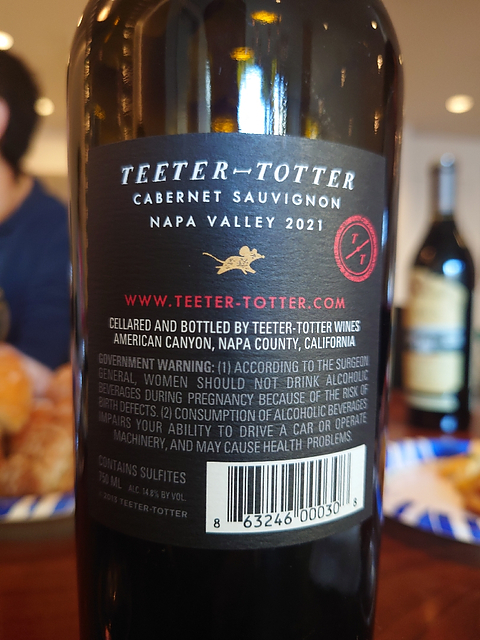 TEETER-TOTTER
CABERNET SAUVIGNON
NAPA VALLEY 2021
T/T
WWW.TEETER-TOTTER.COM
CELLARED AND BOTTLED BY TEETER-TOTTER WINES
AMERICAN CANYON, NAPA COUNTY, CALIFORNIA
GOVERNMENT WARNING: (1) ACCORDING TO THE SURGEON
GENERAL, WOMEN SHOULD NOT DRINK ALCOHOLIC
BEVERAGES DURING PREGNANCY BECAUSE OF THE RISK OF
BIRTH DEFECTS. (2) CONSUMPTION OF ALCOHOLIC BEVERAGES
IMPAIRS YOUR ABILITY TO DRIVE A CAR OR OPERATE
MACHINERY, AND MAY CAUSE HEALTH PROBLEMS.
CONTAINS SULFITES
750 ML ALC 14.8% BY VOL.
TEETER-TOTTER
8 63246 00030 8